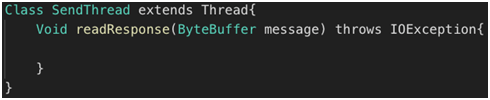 Class SendThread extends Thread{
Void readResponse(ByteBuffer message) throws IOException{
}
}